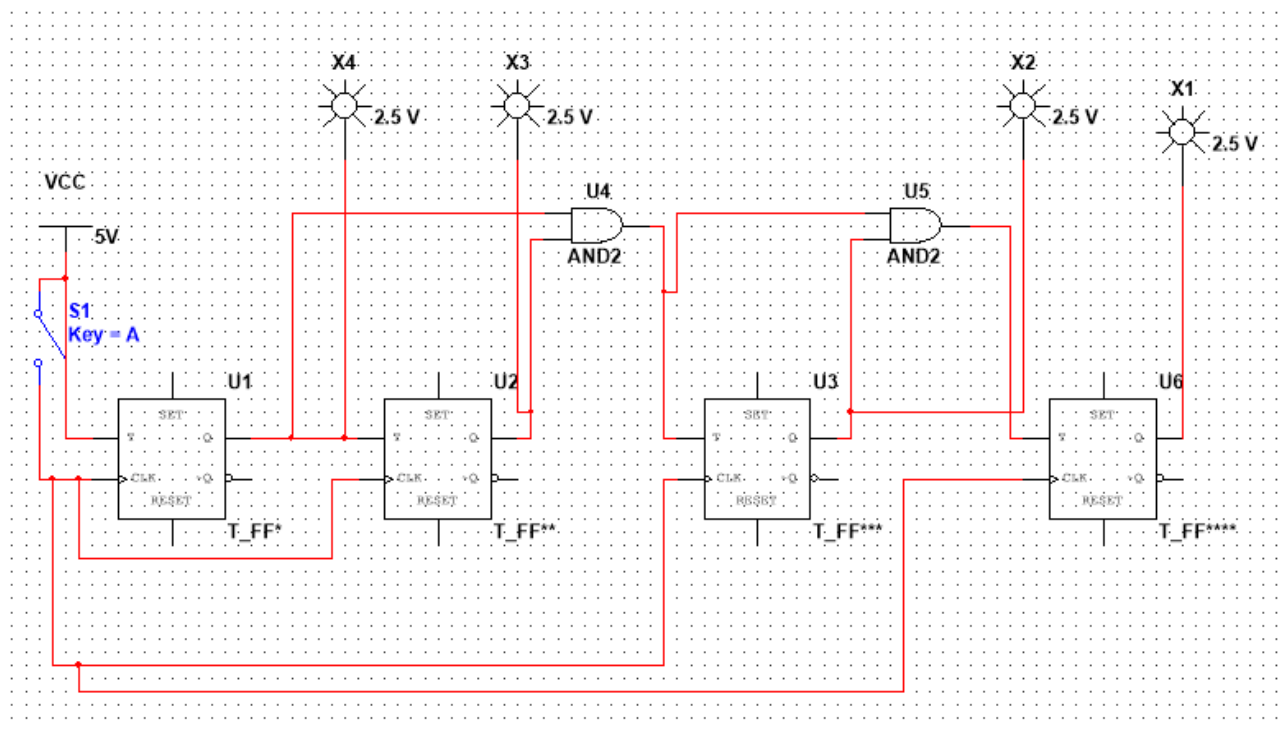 X4
X3
X2
X1
2.5 V
2.5 V
2.5 V
2.5 V
VCC
5V
U4
AND2
U5
AND2
S1
Key = A
U1
SET
T
Q
CLK
~Q
RESET
T_FF*
U2
SET
T
Q
CLK
~Q
RESET
T_FF**
U3
SET
T
Q
CLK
~Q
RESET
T_FF***
U6
SET
T
Q
CLK
~Q
RESET
T_FF****